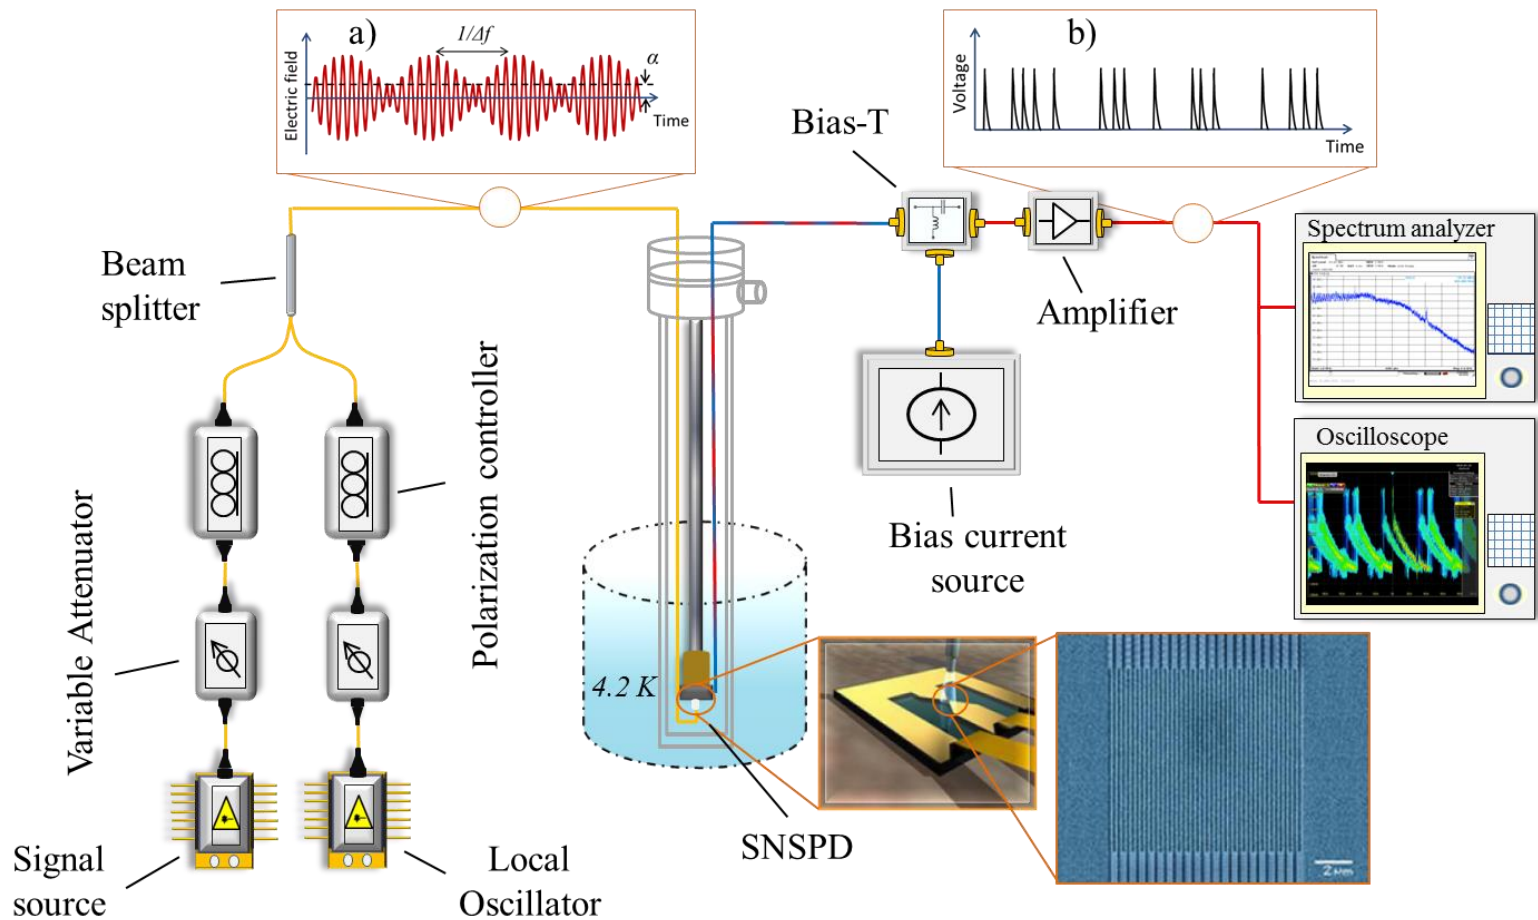 a)
1/Δf
α
Electric field
Time
b)
Voltage
Time
Bias-T
Beam
splitter
Amplifier
Spectrum analyzer
Polarization controller
Variable Attenuator
Oscilloscope
Bias current
source
4.2 K
SNSPD
Signal
source
Local
Oscillator
2